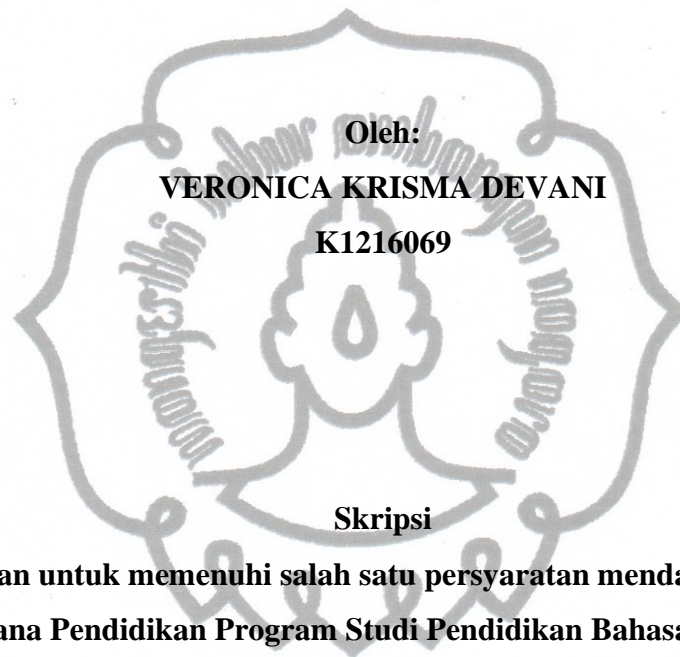 Oleh:
VERONICA KRISMA DEVANI
K1216069
Skripsi
an untuk memenuhi salah satu persyaratan menda
ana Pendidikan Program Studi Pendidikan Bahasa